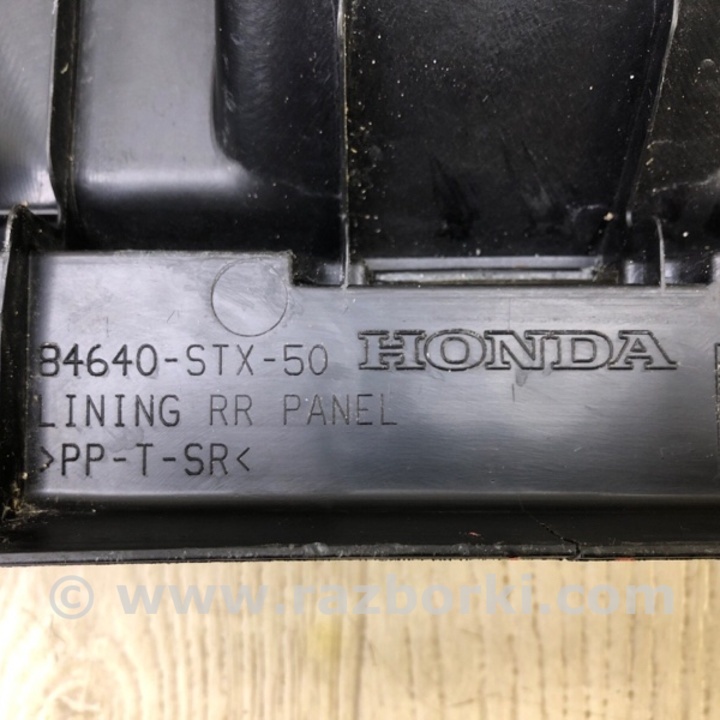 84640-STX-50 HONDA
LINING RR PANEL
>PP-T-SR<
© www.razborki.com